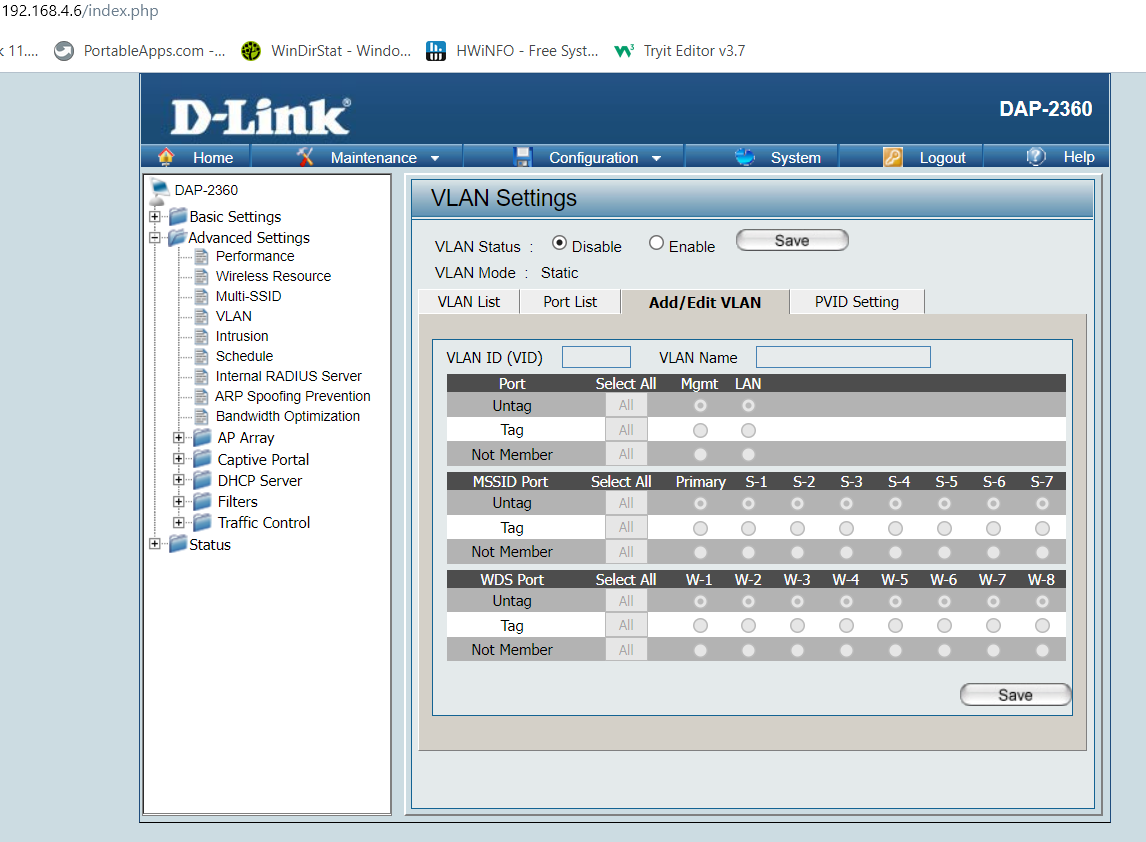 192.168.4.6/index.php
k 11.... PortableApps.com -... WinDirStat - Windo... HWiNFO - Free Syst... Tryit Editor v3.7
D-Link®
DAP-2360
Home Maintenance Configuration System Logout Help
DAP-2360
Basic Settings
Advanced Settings
Performance
Wireless Resource
Multi-SSID
VLAN
Intrusion
Schedule
Internal RADIUS Server
ARP Spoofing Prevention
Bandwidth Optimization
AP Array
Captive Portal
DHCP Server
Filters
Traffic Control
Status
VLAN Settings
VLAN Status : Disable Enable Save
VLAN Mode : Static
VLAN List Port List Add/Edit VLAN PVID Setting
VLAN ID (VID) VLAN Name
Port Select All Mgmt LAN
Untag All
Tag All
Not Member All
MSSID Port Select All Primary S-1 S-2 S-3 S-4 S-5 S-6 S-7
Untag All
Tag All
Not Member All
WDS Port Select All W-1 W-2 W-3 W-4 W-5 W-6 W-7 W-8
Untag All
Tag All
Not Member All
Save